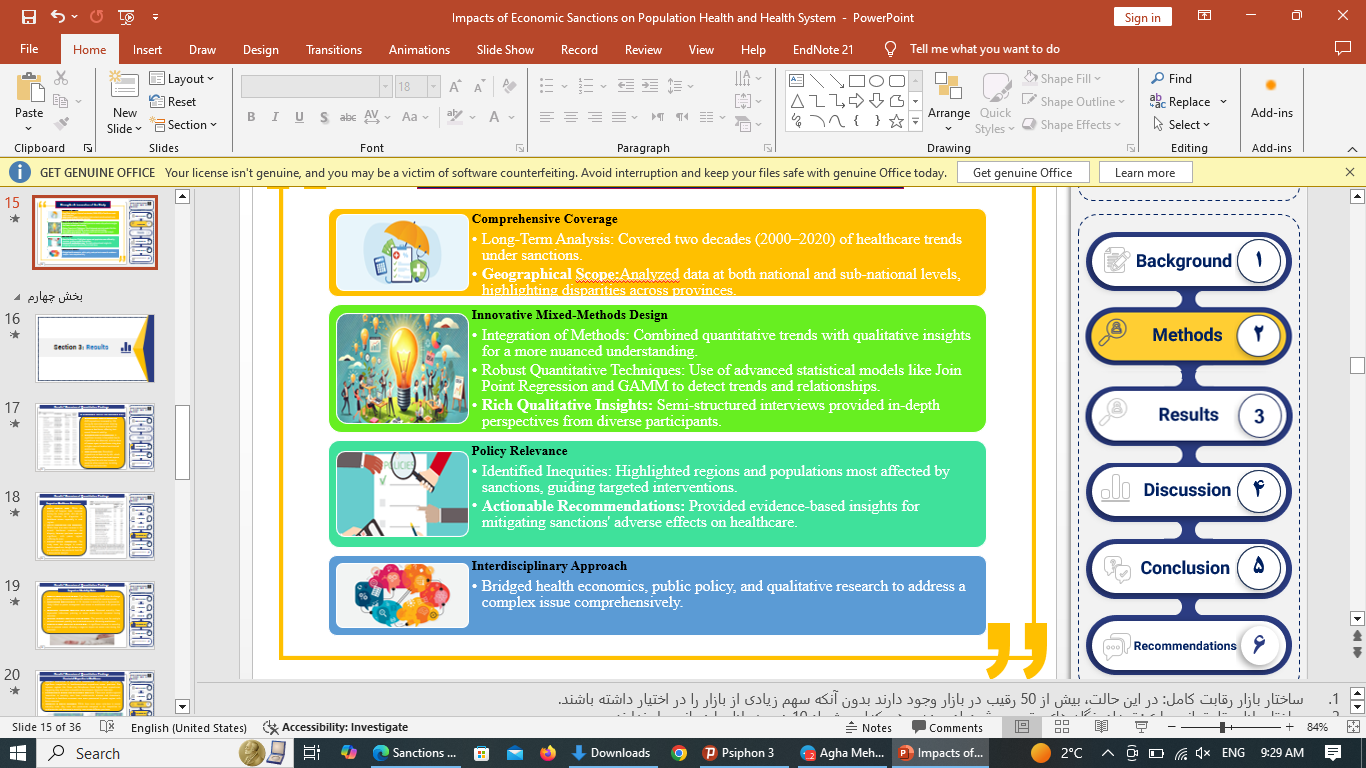 Impacts of Economic Sanctions on Population Health and Health System - PowerPoint
Sign in
File Home Insert Draw Design Transitions Animations Slide Show Record Review View Help EndNote 21 Tell me what you want to do
Paste
New Slide
Layout
Reset
Section
18
B I U S abc AV Aa
Arrange
Quick Styles
Shape Fill
Shape Outline
Shape Effects
Find
Replace
Select
Add-ins
Clipboard Slides Font Paragraph Drawing Editing Add-ins
GET GENUINE OFFICE Your license isn't genuine, and you may be a victim of software counterfeiting. Avoid interruption and keep your files safe with genuine Office today. Get genuine Office Learn more
15
بخش چهارم
16
Section 3: Results
17
18
19
20
Comprehensive Coverage
• Long-Term Analysis: Covered two decades (2000–2020) of healthcare trends
under sanctions.
• Geographical Scope:Analyzed data at both national and sub-national levels,
highlighting disparities across provinces.
Innovative Mixed-Methods Design
• Integration of Methods: Combined quantitative trends with qualitative insights
for a more nuanced understanding.
• Robust Quantitative Techniques: Use of advanced statistical models like Join
Point Regression and GAMM to detect trends and relationships.
• Rich Qualitative Insights: Semi-structured interviews provided in-depth
perspectives from diverse participants.
POLICIES
Policy Relevance
• Identified Inequities: Highlighted regions and populations most affected by
sanctions, guiding targeted interventions.
• Actionable Recommendations: Provided evidence-based insights for
mitigating sanctions' adverse effects on healthcare.
Interdisciplinary Approach
• Bridged health economics, public policy, and qualitative research to address a
complex issue comprehensively.
Background ۱
Methods ۲
Results 3
Discussion ۴
Conclusion ۵
Recommendations ۶
1. ساختار بازار رقابت کامل: در این حالت، بیش از 50 رقیب در بازار وجود دارند بدون آنکه سهم زیادی از بازار را در اختیار داشته باشند.
Slide 15 of 36 English (United States) Accessibility: Investigate Notes Comments 84%
Search
Sanctions ...
Downloads
Psiphon 3
Agha Meh...
Impacts of...
2°C
ENG
9:29 AM